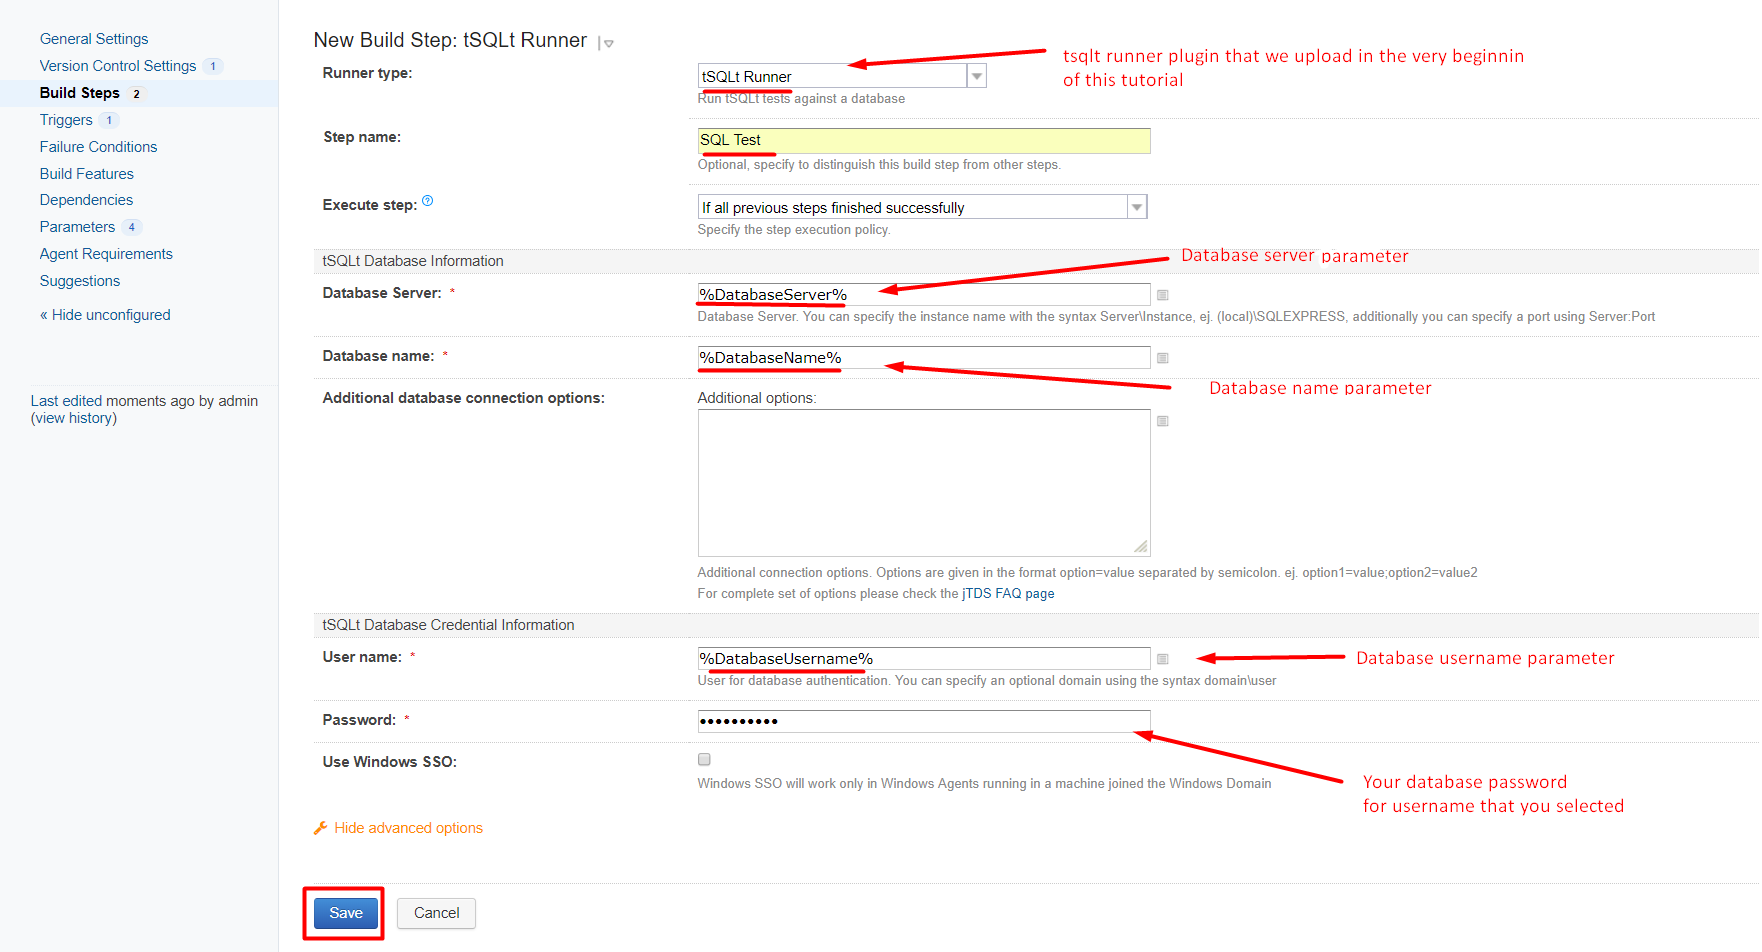 General Settings
Version Control Settings 1
Build Steps 2
Triggers 1
Failure Conditions
Build Features
Dependencies
Parameters 4
Agent Requirements
Suggestions
« Hide unconfigured
Last edited moments ago by admin
(view history)
New Build Step: tSQLt Runner
Runner type:
tSQLt Runner
Run tSQLt tests against a database
tsqlt runner plugin that we upload in the very beginnin
of this tutorial
Step name:
SQL Test
Optional, specify to distinguish this build step from other steps.
Execute step: ?
If all previous steps finished successfully
Specify the step execution policy.
tSQLt Database Information
Database server parameter
Database Server: *
%DatabaseServer%
Database Server. You can specify the instance name with the syntax Server\Instance, ej. (local)\SQLEXPRESS, additionally you can specify a port using Server:Port
Database name: *
%DatabaseName%
Database name parameter
Additional database connection options:
Additional options:
Additional connection options. Options are given in the format option=value separated by semicolon. ej. option1=value;option2=value2
For complete set of options please check the jTDS FAQ page
tSQLt Database Credential Information
User name: *
%DatabaseUsername%
Database username parameter
User for database authentication. You can specify an optional domain using the syntax domain\user
Password: *
••••••••••
Use Windows SSO:
Windows SSO will work only in Windows Agents running in a machine joined the Windows Domain
Your database password
for username that you selected
Hide advanced options
Save
Cancel